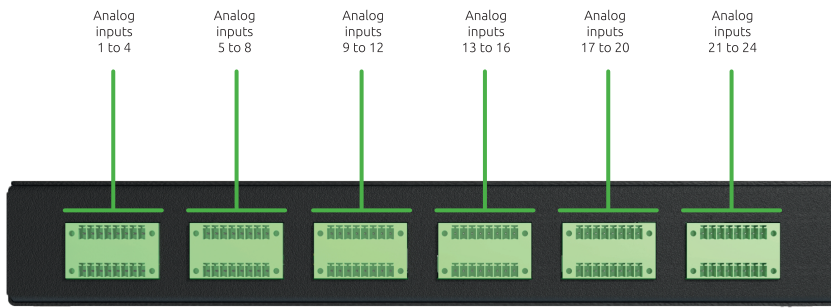 Analog
inputs
1 to 4
Analog
inputs
5 to 8
Analog
inputs
9 to 12
Analog
inputs
13 to 16
Analog
inputs
17 to 20
Analog
inputs
21 to 24